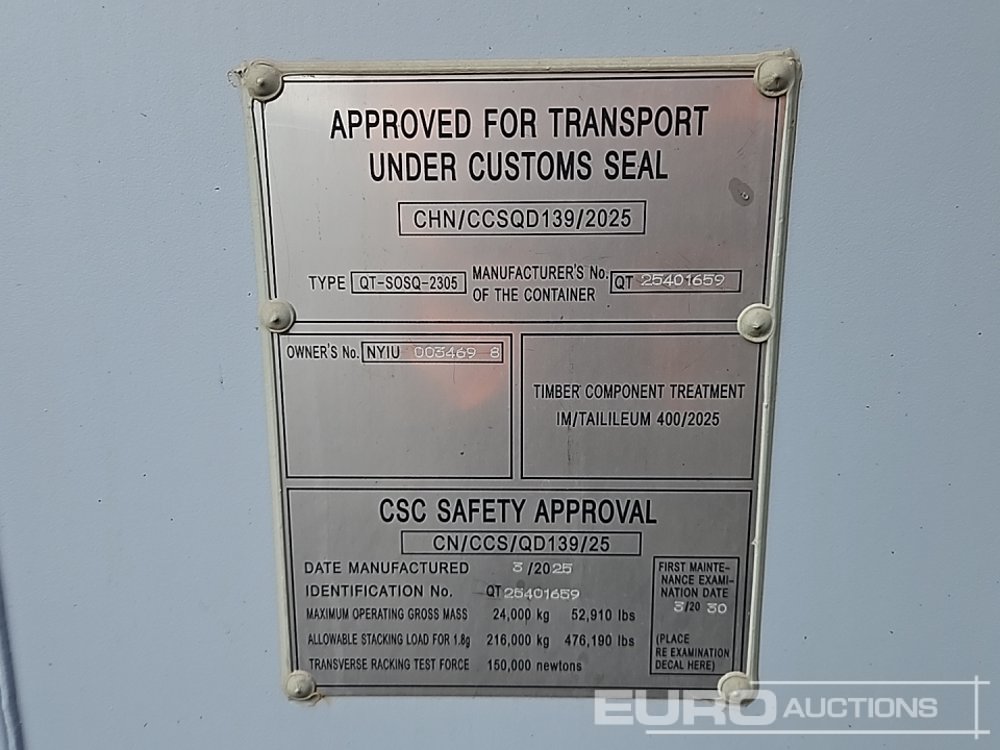 APPROVED FOR TRANSPORT
UNDER CUSTOMS SEAL
CHN/CCSQD139/2025
TYPE QT-SOSQ-2305 MANUFACTURER'S No. OF THE CONTAINER QT 25401659
OWNER'S No. NYIU 003469 8
TIMBER COMPONENT TREATMENT
IM/TAILILEUM 400/2025
CSC SAFETY APPROVAL
CN/CCS/QD139/25
DATE MANUFACTURED 3/2025
IDENTIFICATION No. QT25401659
MAXIMUM OPERATING GROSS MASS 24,000 kg 52,910 lbs
ALLOWABLE STACKING LOAD FOR 1.8g 216,000 kg 476,190 lbs
TRANSVERSE RACKING TEST FORCE 150,000 newtons
FIRST MAINTE-
NANCE EXAMI-
NATION DATE
3/20 30
(PLACE
RE EXAMINATION
DECAL HERE)
EURO AUCTIONS